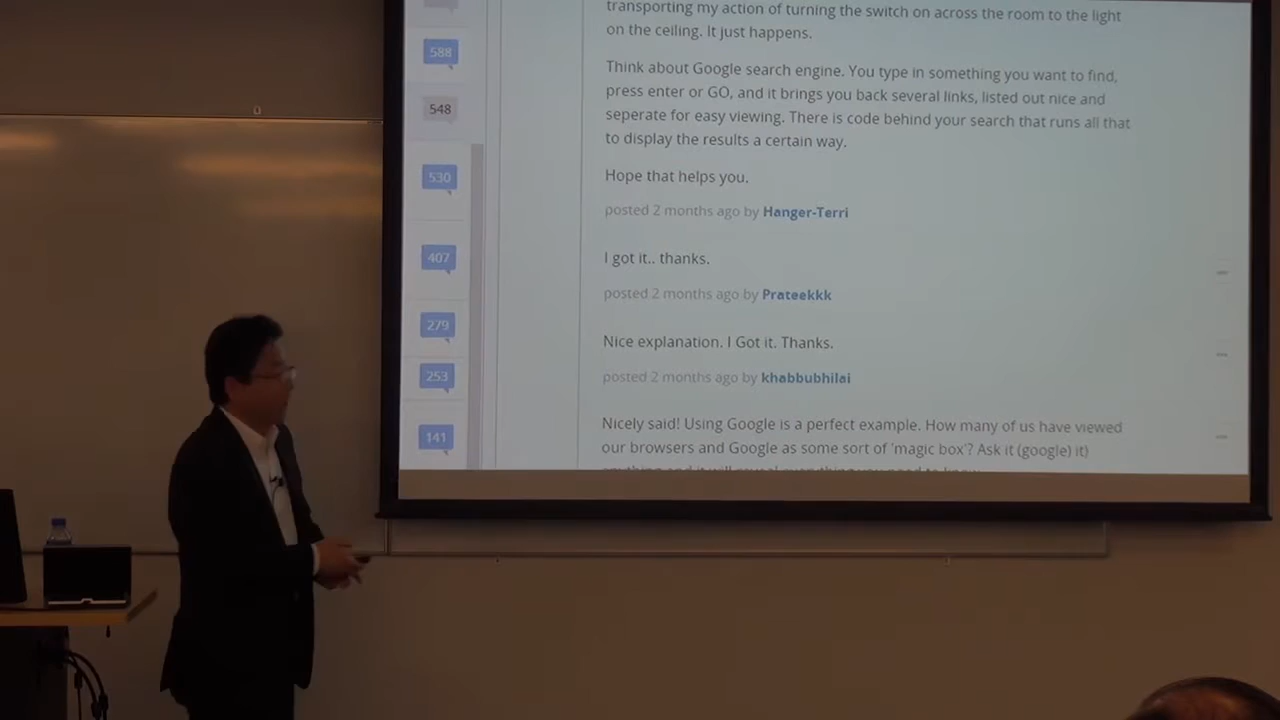 588
548
530
407
279
253
141
transporting my action of turning the switch on across the room to the light
on the ceiling. It just happens.
Think about Google search engine. You type in something you want to find,
press enter or GO, and it brings you back several links, listed out nice and
seperate for easy viewing. There is code behind your search that runs all that
to display the results a certain way.
Hope that helps you.
posted 2 months ago by Hanger-Terri
I got it.. thanks.
posted 2 months ago by Prateekkk
Nice explanation. I Got it. Thanks.
posted 2 months ago by khabbubhilai
Nicely said! Using Google is a perfect example. How many of us have viewed
our browsers and Google as some sort of 'magic box'? Ask it (google) it)